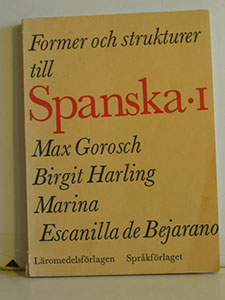 Former och strukturer
till
Spanska·I
Max Gorosch
Birgit Harling
Marina
Escanilla de Bejarano
Läromedelsförlagen Språkförlaget